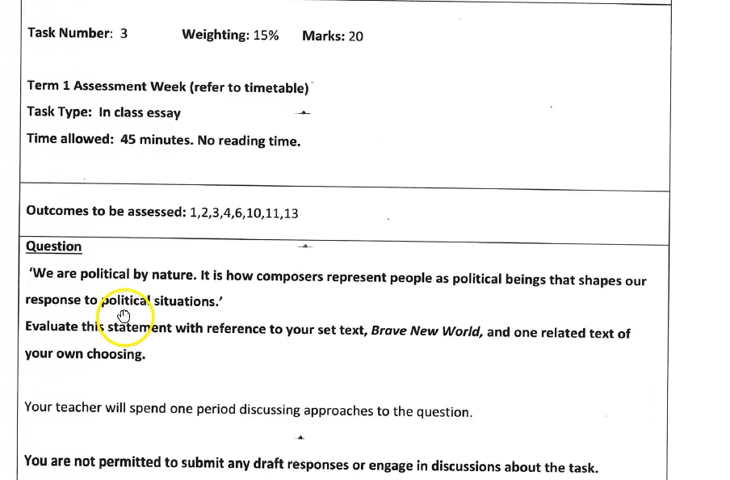 Task Number: 3 Weighting: 15% Marks: 20
Term 1 Assessment Week (refer to timetable)
Task Type: In class essay
Time allowed: 45 minutes. No reading time.
Outcomes to be assessed: 1,2,3,4,6,10,11,13
Question
'We are political by nature. It is how composers represent people as political beings that shapes our
response to political situations.'
Evaluate this statement with reference to your set text, Brave New World, and one related text of
your own choosing.
Your teacher will spend one period discussing approaches to the question.
You are not permitted to submit any draft responses or engage in discussions about the task.